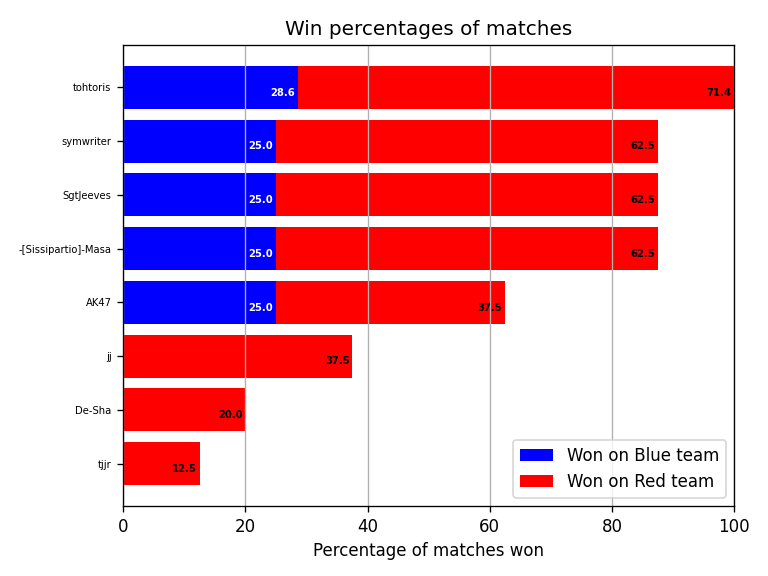 Win percentages of matches
tohtoris 28.6 71.4
symwriter 25.0 62.5
SgtJeeves 25.0 62.5
-[Sissipartio]-Masa 25.0 62.5
AK47 25.0 37.5
jj 37.5
De-Sha 20.0
tjjr 12.5
Won on Blue team
Won on Red team
0 20 40 60 80 100
Percentage of matches won